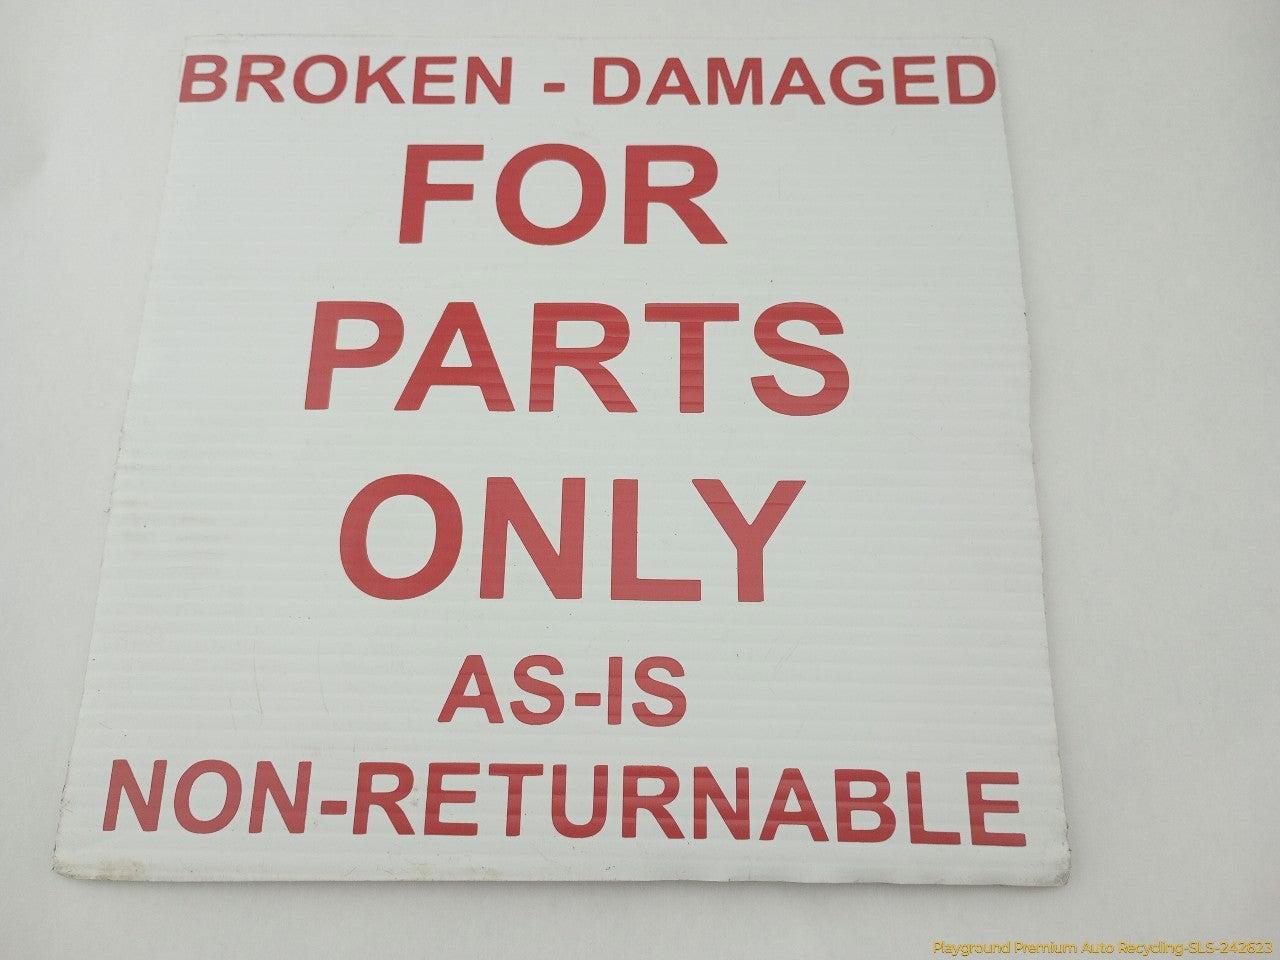 BROKEN - DAMAGED
FOR
PARTS
ONLY
AS-IS
NON-RETURNABLE
Playground Premium Auto Recycling-SLS-242623